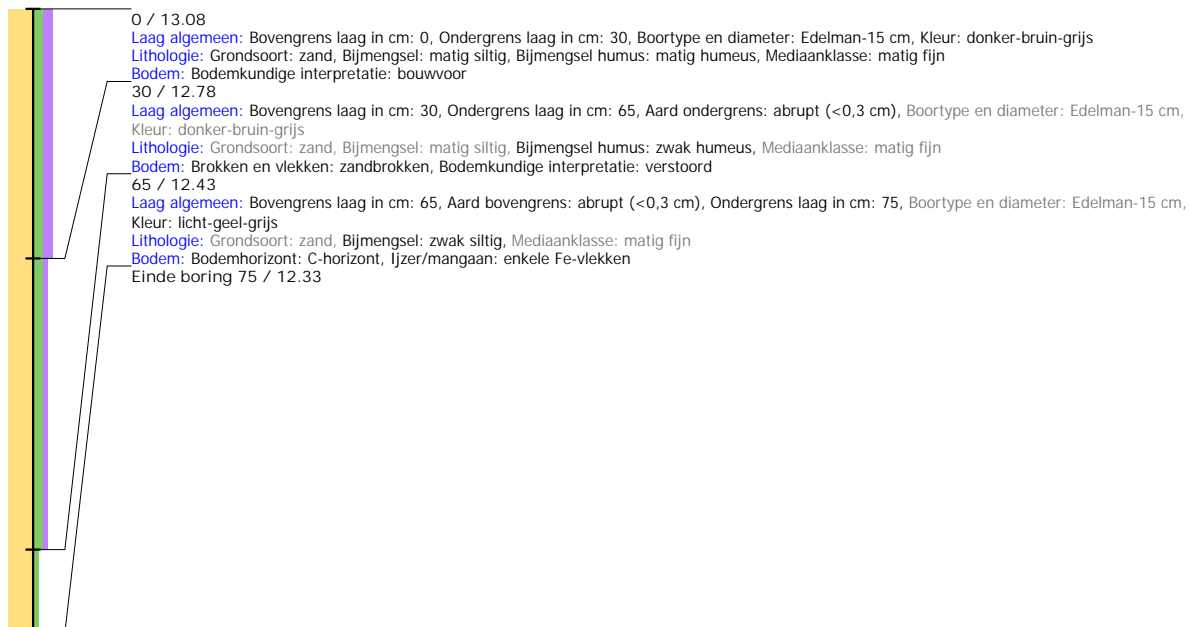 0 / 13.08
Laag algemeen: Bovengrens laag in cm: 0, Ondergrens laag in cm: 30, Boortype en diameter: Edelman-15 cm, Kleur: donker-bruin-grijs
Lithologie: Grondsoort: zand, Bijmengsel: matig siltig, Bijmengsel humus: matig humeus, Mediaanklasse: matig fijn
Bodem: Bodemkundige interpretatie: bouwvoor
30 / 12.78
Laag algemeen: Bovengrens laag in cm: 30, Ondergrens laag in cm: 65, Aard ondergrens: abrupt (<0,3 cm), Boortype en diameter: Edelman-15 cm,
Kleur: donker-bruin-grijs
Lithologie: Grondsoort: zand, Bijmengsel: matig siltig, Bijmengsel humus: zwak humeus, Mediaanklasse: matig fijn
Bodem: Brokken en vlekken: zandbrokken, Bodemkundige interpretatie: verstoord
65 / 12.43
Laag algemeen: Bovengrens laag in cm: 65, Aard bovengrens: abrupt (<0,3 cm), Ondergrens laag in cm: 75, Boortype en diameter: Edelman-15 cm,
Kleur: licht-geel-grijs
Lithologie: Grondsoort: zand, Bijmengsel: zwak siltig, Mediaanklasse: matig fijn
Bodem: Bodemhorizont: C-horizont, Ijzer/mangaan: enkele Fe-vlekken
Einde boring 75 / 12.33